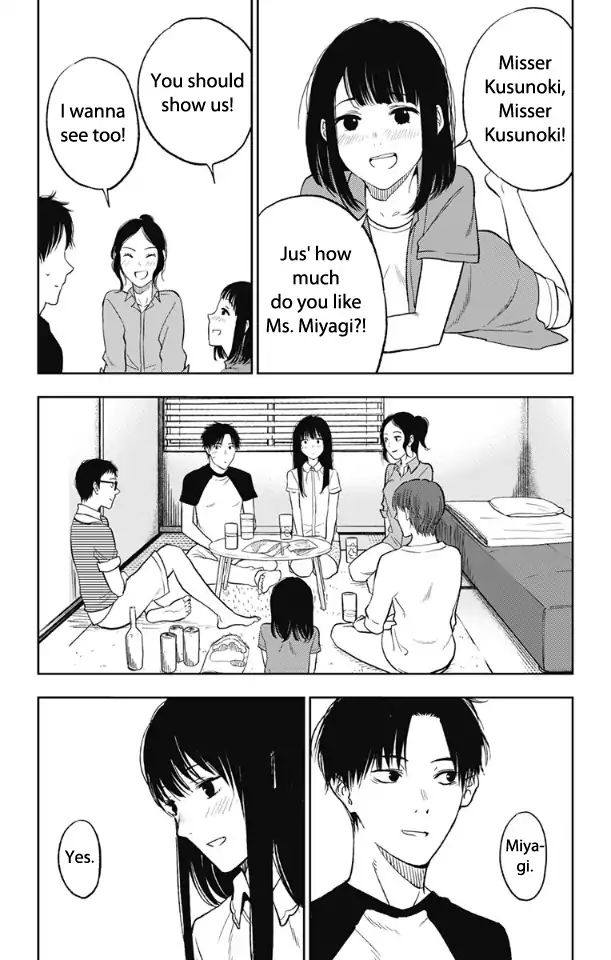 Misser
Kusunoki,
Misser
Kusunoki!
Jus' how
much
do you like
Ms. Miyagi?!
You should
show us!
I wanna
see too!
Miya-
gi.
Yes.